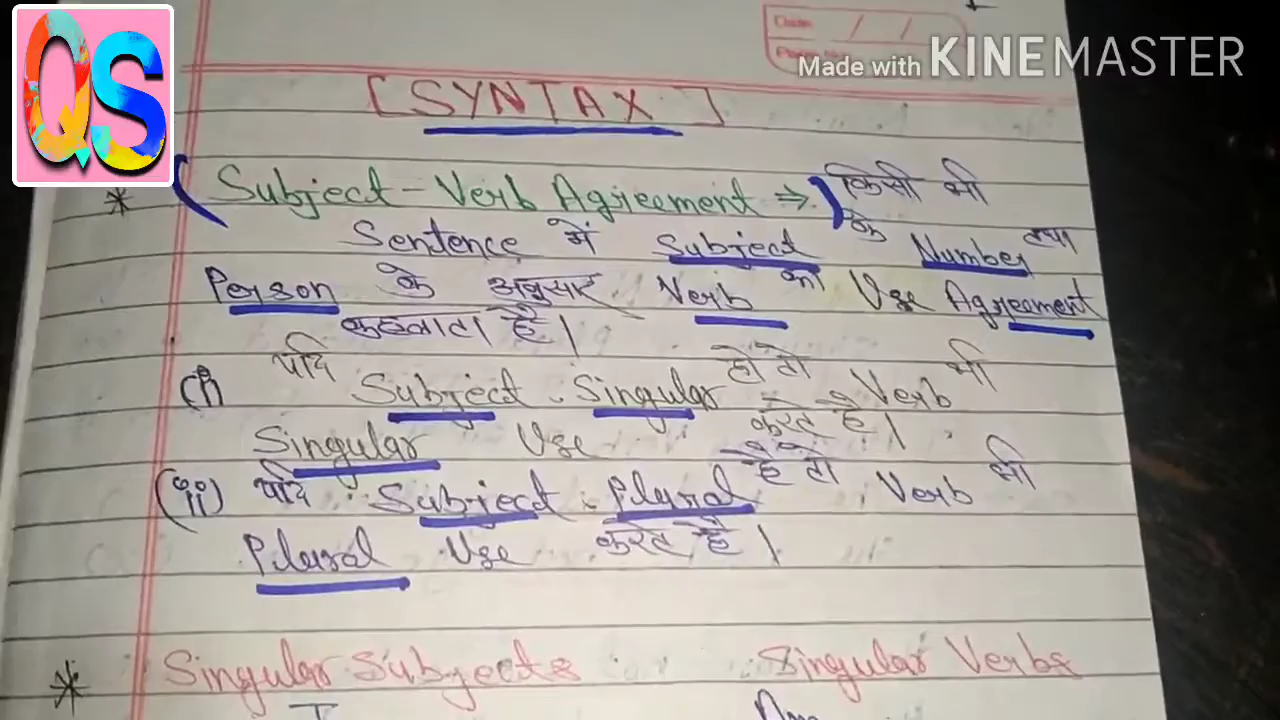 QS
Made with KINEMASTER
Date / /
[SYNTAX]
* (Subject-Verb Agreement ⇒) किसी भी
Sentence में Subject के Number तथा
Person के अनुसार Verb का Use Agreement
कहलाता है।
(i) यदि Subject Singular हो तो Verb भी
Singular Use करते है।
(ii) यदि Subject Plural है तो Verb भी
Plural Use करते है।
* Singular Subjects Singular Verbs
I